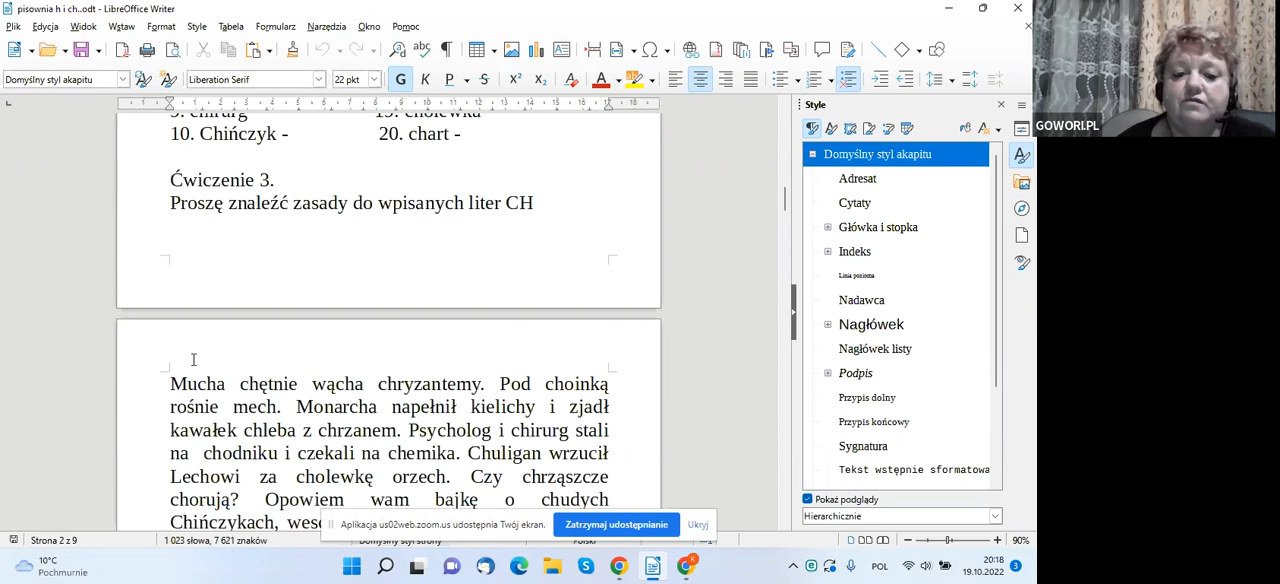 pisownia h i ch..odt - LibreOffice Writer
Plik Edycja Widok Wstaw Format Style Tabela Formularz Narzędzia Okno Pomoc
Domyślny styl akapitu Liberation Serif 22 pkt G K P S X² X₂
10. Chińczyk - 20. chart -
Ćwiczenie 3.
Proszę znaleźć zasady do wpisanych liter CH
Mucha chętnie wącha chryzantemy. Pod choinką
rośnie mech. Monarcha napełnił kielichy i zjadł
kawałek chleba z chrzanem. Psycholog i chirurg stali
na chodniku i czekali na chemika. Chuligan wrzucił
Lechowi za cholewkę orzech. Czy chrząszcze
chorują? Opowiem wam bajkę o chudych
Chińczykach,
Style
Domyślny styl akapitu
Adresat
Cytaty
Główka i stopka
Indeks
Linia pozioma
Nadawca
Nagłówek
Nagłówek listy
Podpis
Przypis dolny
Przypis końcowy
Sygnatura
Tekst wstępnie sformatowa
Pokaż podglądy
Hierarchicznie
GOWORI.PL
Aplikacja us02web.zoom.us udostępnia Twój ekran. Zatrzymaj udostępnianie Ukryj
Strona 2 z 9 1 023 słowa, 7 621 znaków Domyślny styl strony Polski 90%
10°C
Pochmurnie
POL
20:18
19.10.2022
3